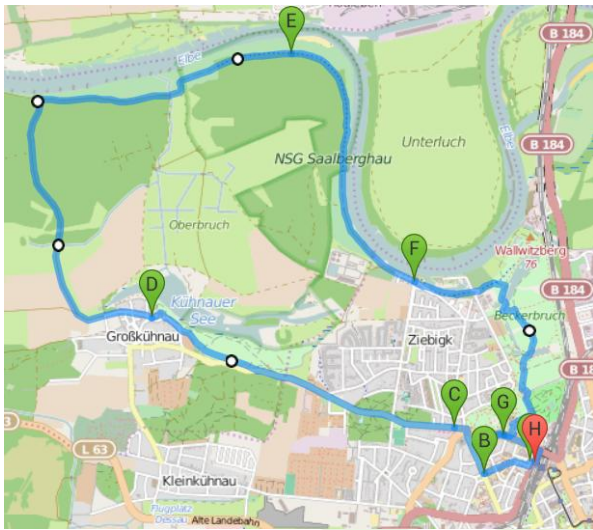 B 184
Elbe
E
B 184
Unterluch
Elbe
NSG Saalberghau
Oberbruch
Wallwitzberg
76
F
D
Kühnauer
See
B 184
Beckerbruch
Großkühnau
Ziebigk
C
G
H
B
L 63
Kleinkühnau
Flugplatz
Dessau
Alte Landebahn